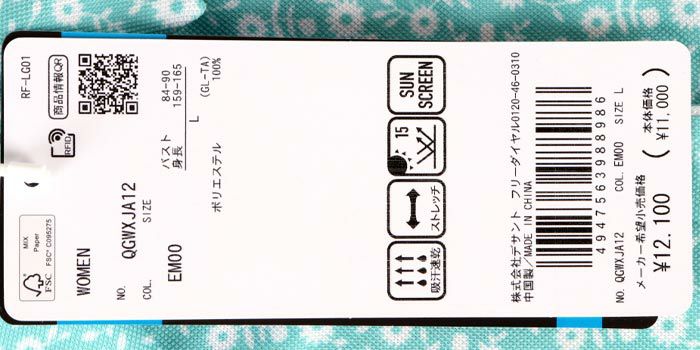 RF-LG01
商品情報QR
RFID
MIX
Paper
FSC
FSC® C095275
WOMEN
NO. QGWXJA12
COL. SIZE
EM00
バスト 84-90
身長 159-165
L
(GL-TA)
ポリエステル 100%
SUN
SCREEN
15
ストレッチ
吸汗速乾
株式会社デサント フリーダイヤル0120-46-0310
中国製/MADE IN CHINA
4947563988986
NO. QGWXJA12 COL. EM00 SIZE L
メーカー希望小売価格 本体価格
¥12,100 (¥11,000)